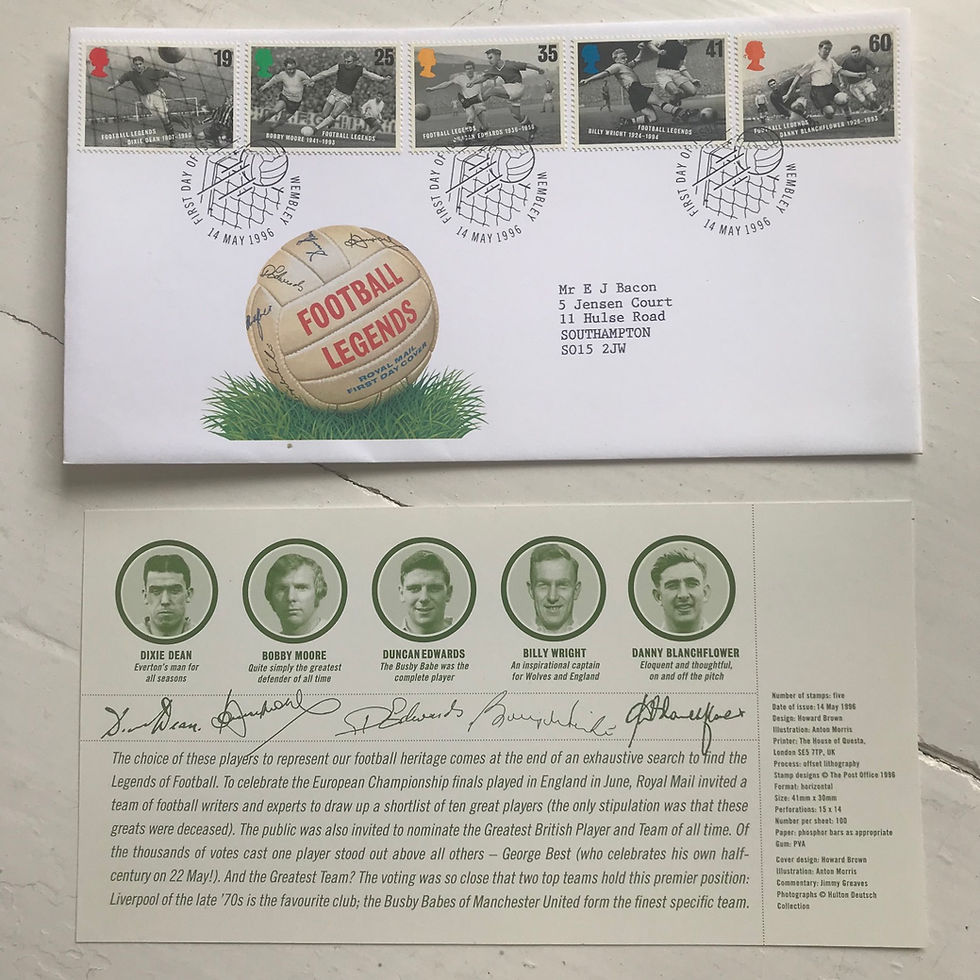 19
FOOTBALL LEGENDS
DIXIE DEAN 1907-1980
25
BOBBY MOORE 1941-1993
FOOTBALL LEGENDS
35
FOOTBALL LEGENDS
DUNCAN EDWARDS 1936-1958
41
FOOTBALL LEGENDS
BILLY WRIGHT 1924-1994
60
FOOTBALL LEGENDS
DANNY BLANCHFLOWER 1926-1993
FIRST DAY OF
WEMBLEY
14 MAY 1996
FIRST DAY OF
WEMBLEY
14 MAY 1996
FIRST DAY OF
WEMBLEY
14 MAY 1996
D Edwards
FOOTBALL
LEGENDS
ROYAL MAIL
FIRST DAY COVER
Mr E J Bacon
5 Jensen Court
11 Hulse Road
SOUTHAMPTON
SO15 2JW
DIXIE DEAN
Everton's man for
all seasons
BOBBY MOORE
Quite simply the greatest
defender of all time
DUNCAN EDWARDS
The Busby Babe was the
complete player
BILLY WRIGHT
An inspirational captain
for Wolves and England
DANNY BLANCHFLOWER
Eloquent and thoughtful,
on and off the pitch
Dixie Dean. D Edwards
The choice of these players to represent our football heritage comes at the end of an exhaustive search to find the
Legends of Football. To celebrate the European Championship finals played in England in June, Royal Mail invited a
team of football writers and experts to draw up a shortlist of ten great players (the only stipulation was that these
greats were deceased). The public was also invited to nominate the Greatest British Player and Team of all time. Of
the thousands of votes cast one player stood out above all others – George Best (who celebrates his own half-
century on 22 May!). And the Greatest Team? The voting was so close that two top teams hold this premier position:
Liverpool of the late '70s is the favourite club; the Busby Babes of Manchester United form the finest specific team.
Number of stamps: five
Date of issue: 14 May 1996
Design: Howard Brown
Illustration: Anton Morris
Printer: The House of Questa,
London SE5 7TP, UK
Process: offset lithography
Stamp designs © The Post Office 1996
Format: horizontal
Size: 41mm x 30mm
Perforations: 15 x 14
Number per sheet: 100
Paper: phosphor bars as appropriate
Gum: PVA
Cover design: Howard Brown
Illustration: Anton Morris
Commentary: Jimmy Greaves
Photographs © Hulton Deutsch
Collection